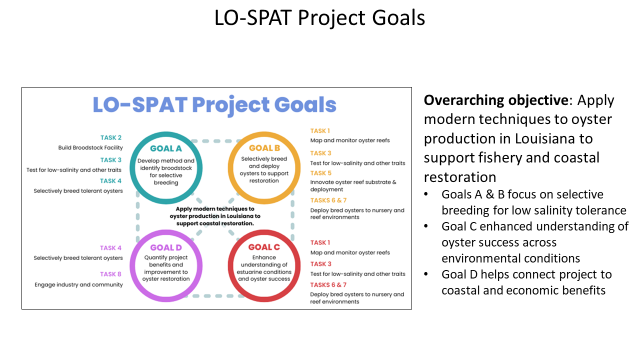 LO-SPAT Project Goals
LO-SPAT Project Goals
TASK 2
Build Broodstock Facility
TASK 3
Test for low-salinity and other traits
TASK 4
Selectively breed tolerant oysters
GOAL A
Develop method and
identify broodstock
for selective
breeding
GOAL B
Selectively breed
and deploy
oysters to support
restoration
TASK 1
Map and monitor oyster reefs
TASK 3
Test for low-salinity and other traits
TASK 5
Innovate oyster reef substrate &
deployment
TASKS 6 & 7
Deploy bred oysters to nursery and
reef environments
Apply modern techniques to
oyster production in Louisiana to
support coastal restoration.
TASK 4
Selectively breed tolerant oysters
TASK 8
Engage industry and community
GOAL D
Quantify project
benefits and
improvement to
oyster restoration
GOAL C
Enhance
understanding of
estuarine conditions
and oyster success
TASK 1
Map and monitor oyster reefs
TASK 3
Test for low-salinity and other traits
TASKS 6 & 7
Deploy bred oysters to nursery and
reef environments
Overarching objective: Apply
modern techniques to oyster
production in Louisiana to
support fishery and coastal
restoration
• Goals A & B focus on selective
breeding for low salinity tolerance
• Goal C enhanced understanding of
oyster success across
environmental conditions
• Goal D helps connect project to
coastal and economic benefits